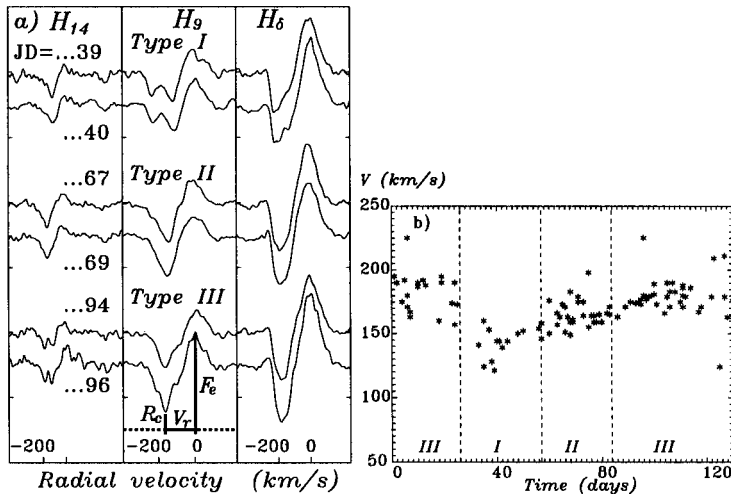 a) H14 H9 Hδ
JD=...39 Type I
...40
...67 Type II
...69
...94 Type III
...96
Rc Vr Fe
-200 -200 0 -200 0
Radial velocity (km/s)
V (km/s)
b)
250
200
150
100
50
III I II III
0 40 80 120
Time (days)